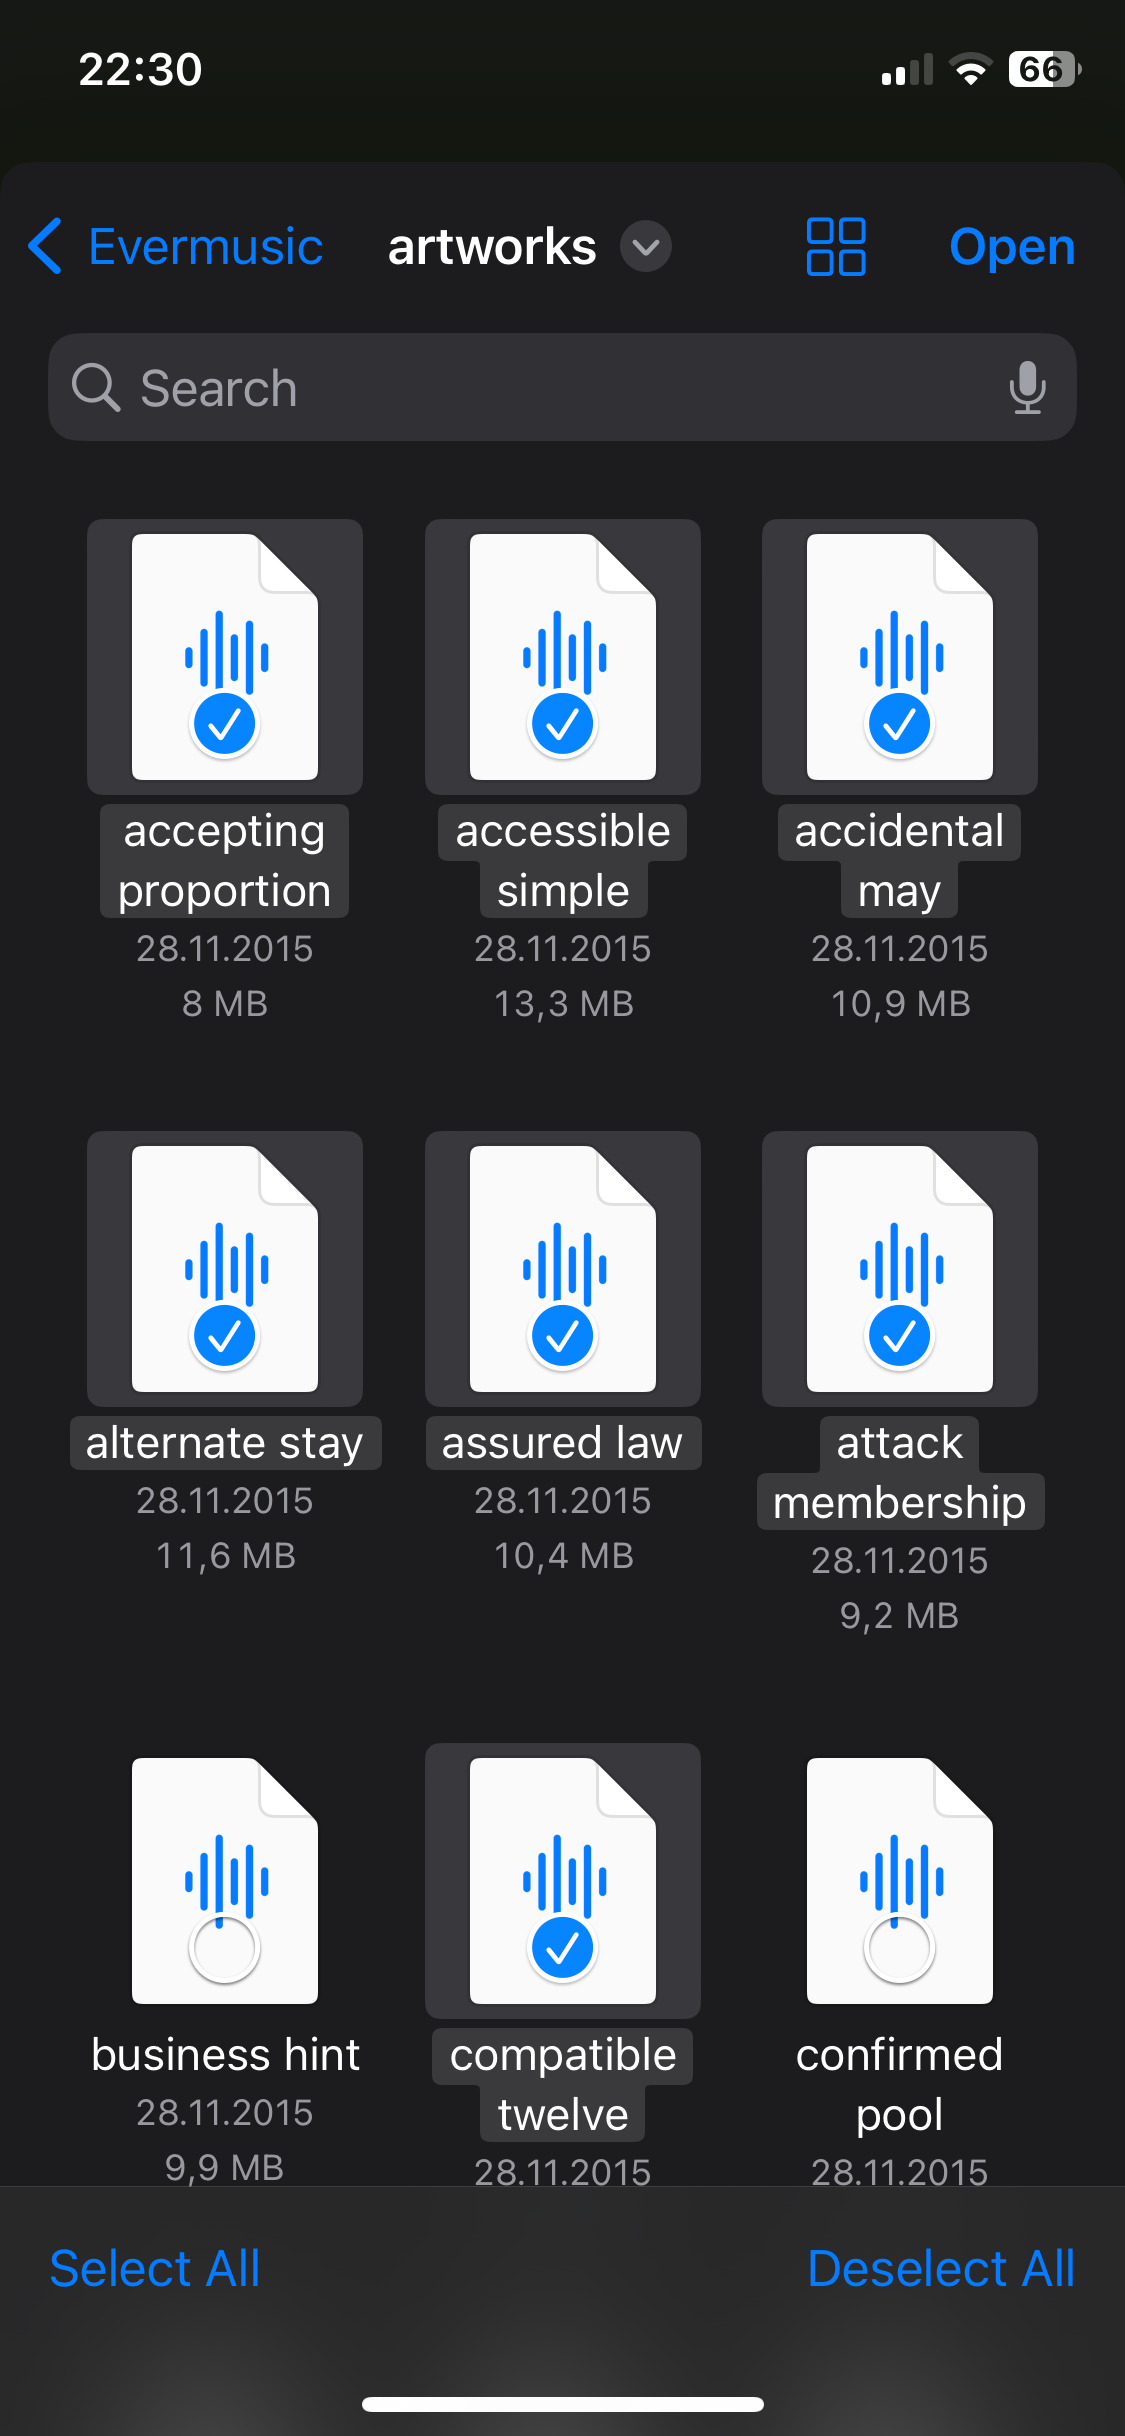 22:30
66
Evermusic
artworks
Open
Search
accepting
proportion
28.11.2015
8 MB
accessible
simple
28.11.2015
13,3 MB
accidental
may
28.11.2015
10,9 MB
alternate stay
28.11.2015
11,6 MB
assured law
28.11.2015
10,4 MB
attack
membership
28.11.2015
9,2 MB
business hint
28.11.2015
9,9 MB
compatible
twelve
28.11.2015
confirmed
pool
28.11.2015
Select All
Deselect All